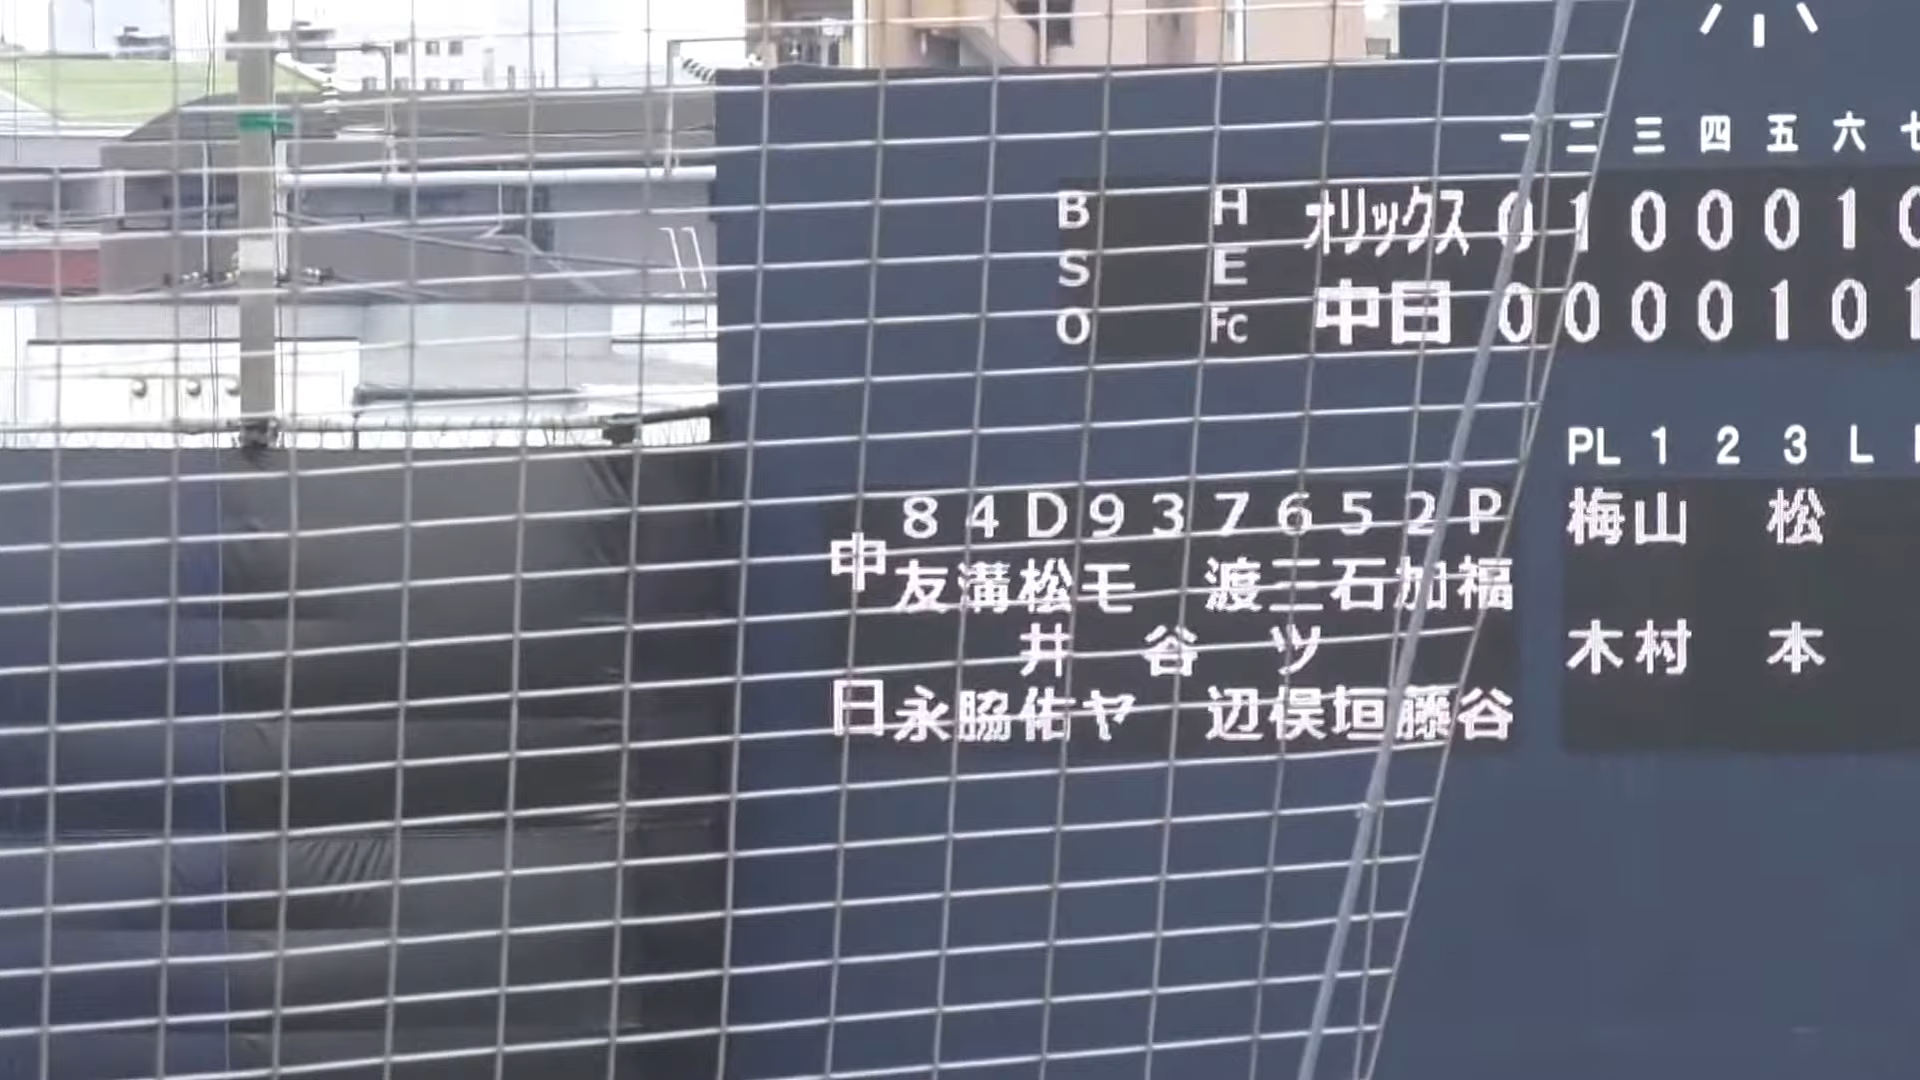 一 二 三 四 五 六 七
B H オリックス 0 1 0 0 0 1 0
S E
O Fc 中日 0 0 0 0 1 0 1
PL 1 2 3 L
8 4 D 9 3 7 6 5 2 P
中日
友永
溝脇
松井佑
モヤ
谷
渡辺
三ツ俣
石垣
加藤
福谷
梅木
山村
松本